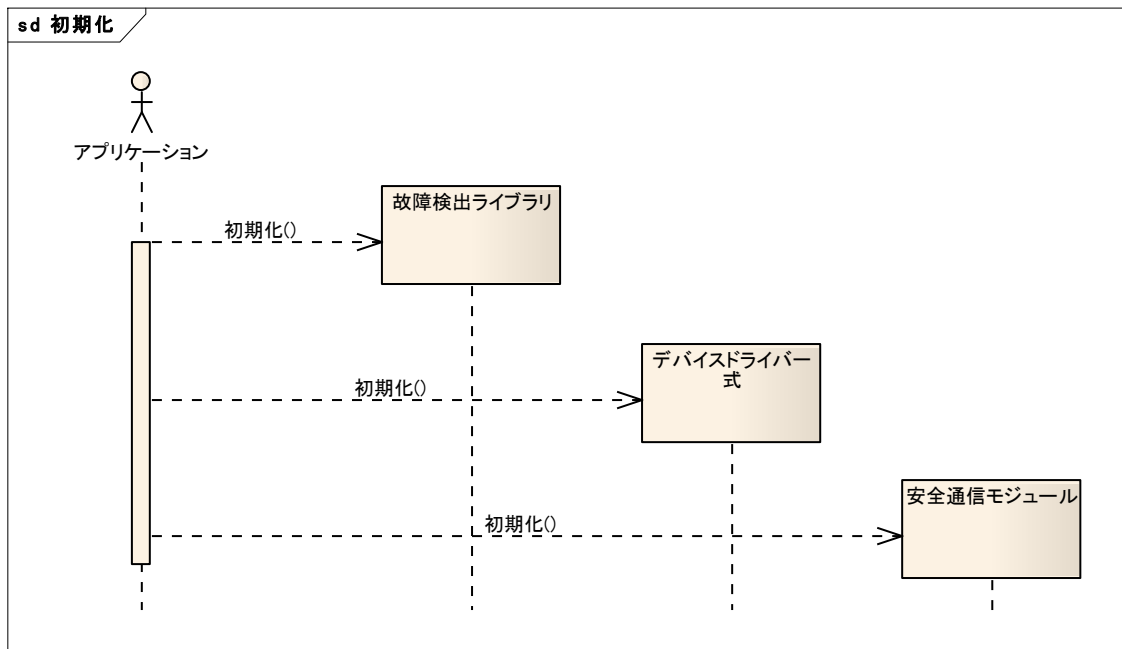 sd 初期化
アプリケーション
故障検出ライブラリ
初期化()
デバイスドライバー
式
初期化()
安全通信モジュール
初期化()